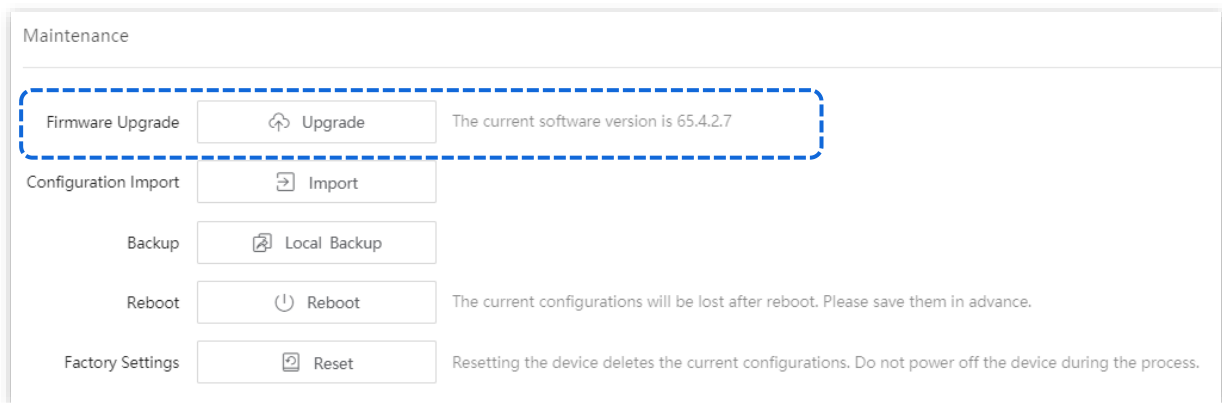 Maintenance
Firmware Upgrade Upgrade The current software version is 65.4.2.7
Configuration Import Import
Backup Local Backup
Reboot Reboot The current configurations will be lost after reboot. Please save them in advance.
Factory Settings Reset Resetting the device deletes the current configurations. Do not power off the device during the process.